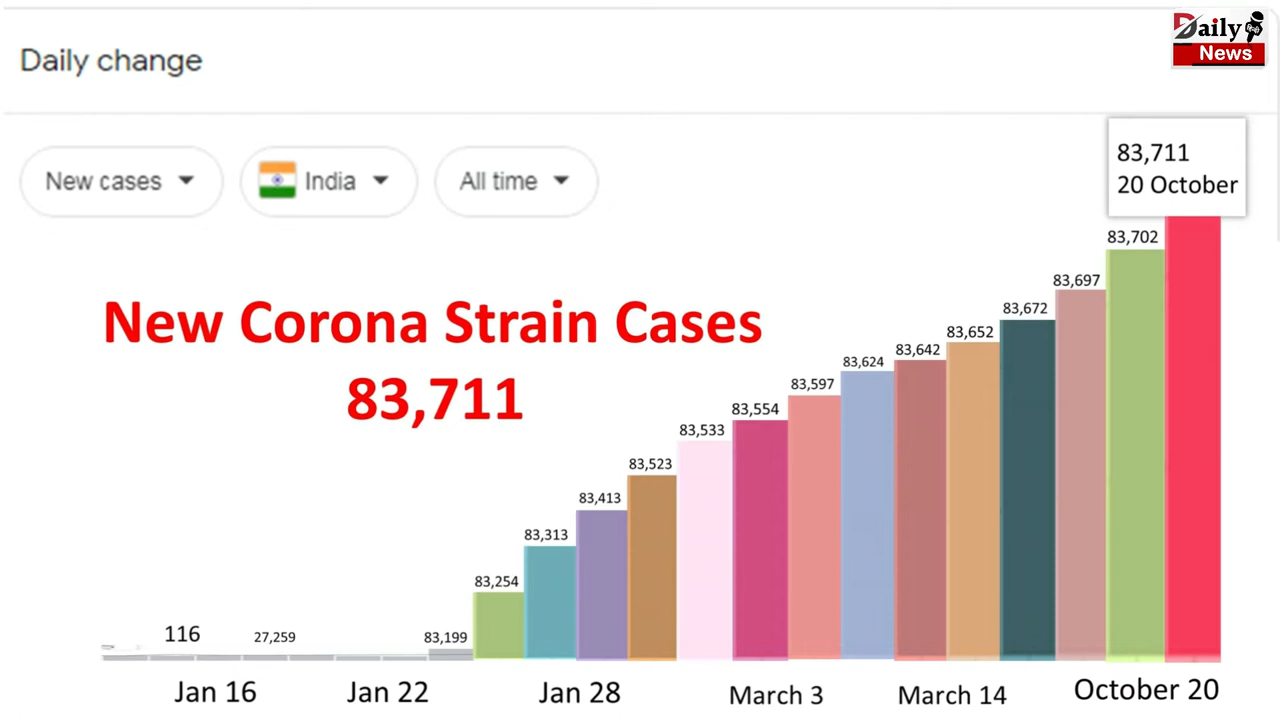 Daily change
Daily
News
New cases
India
All time
83,711
20 October
New Corona Strain Cases
83,711
116
27,259
83,199
83,254
83,313
83,413
83,523
83,533
83,554
83,597
83,624
83,642
83,652
83,672
83,697
83,702
Jan 16
Jan 22
Jan 28
March 3
March 14
October 20